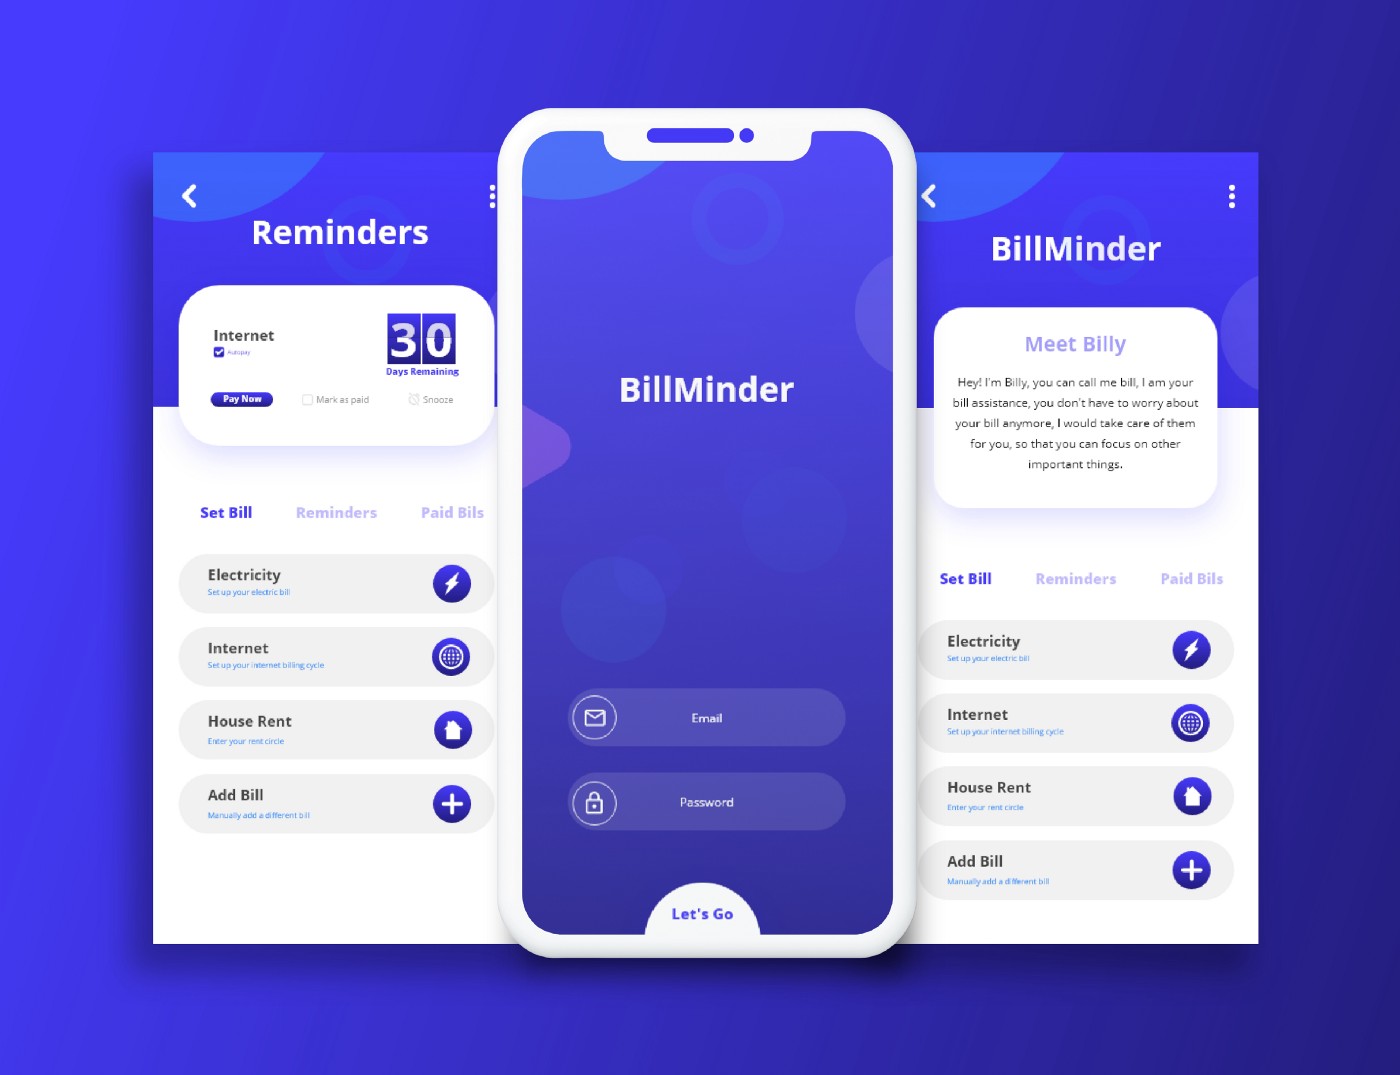 Reminders
Internet
Autopay
30
Days Remaining
Pay Now
Mark as paid
Snooze
Set Bill
Reminders
Paid Bils
Electricity
Set up your electric bill
Internet
Set up your internet billing cycle
House Rent
Enter your rent circle
Add Bill
Manually add a different bill
BillMinder
Email
Password
Let's Go
BillMinder
Meet Billy
Hey! I'm Billy, you can call me bill, I am your
bill assistance, you don't have to worry about
your bill anymore, I would take care of them
for you, so that you can focus on other
important things.
Set Bill
Reminders
Paid Bils
Electricity
Set up your electric bill
Internet
Set up your internet billing cycle
House Rent
Enter your rent circle
Add Bill
Manually add a different bill